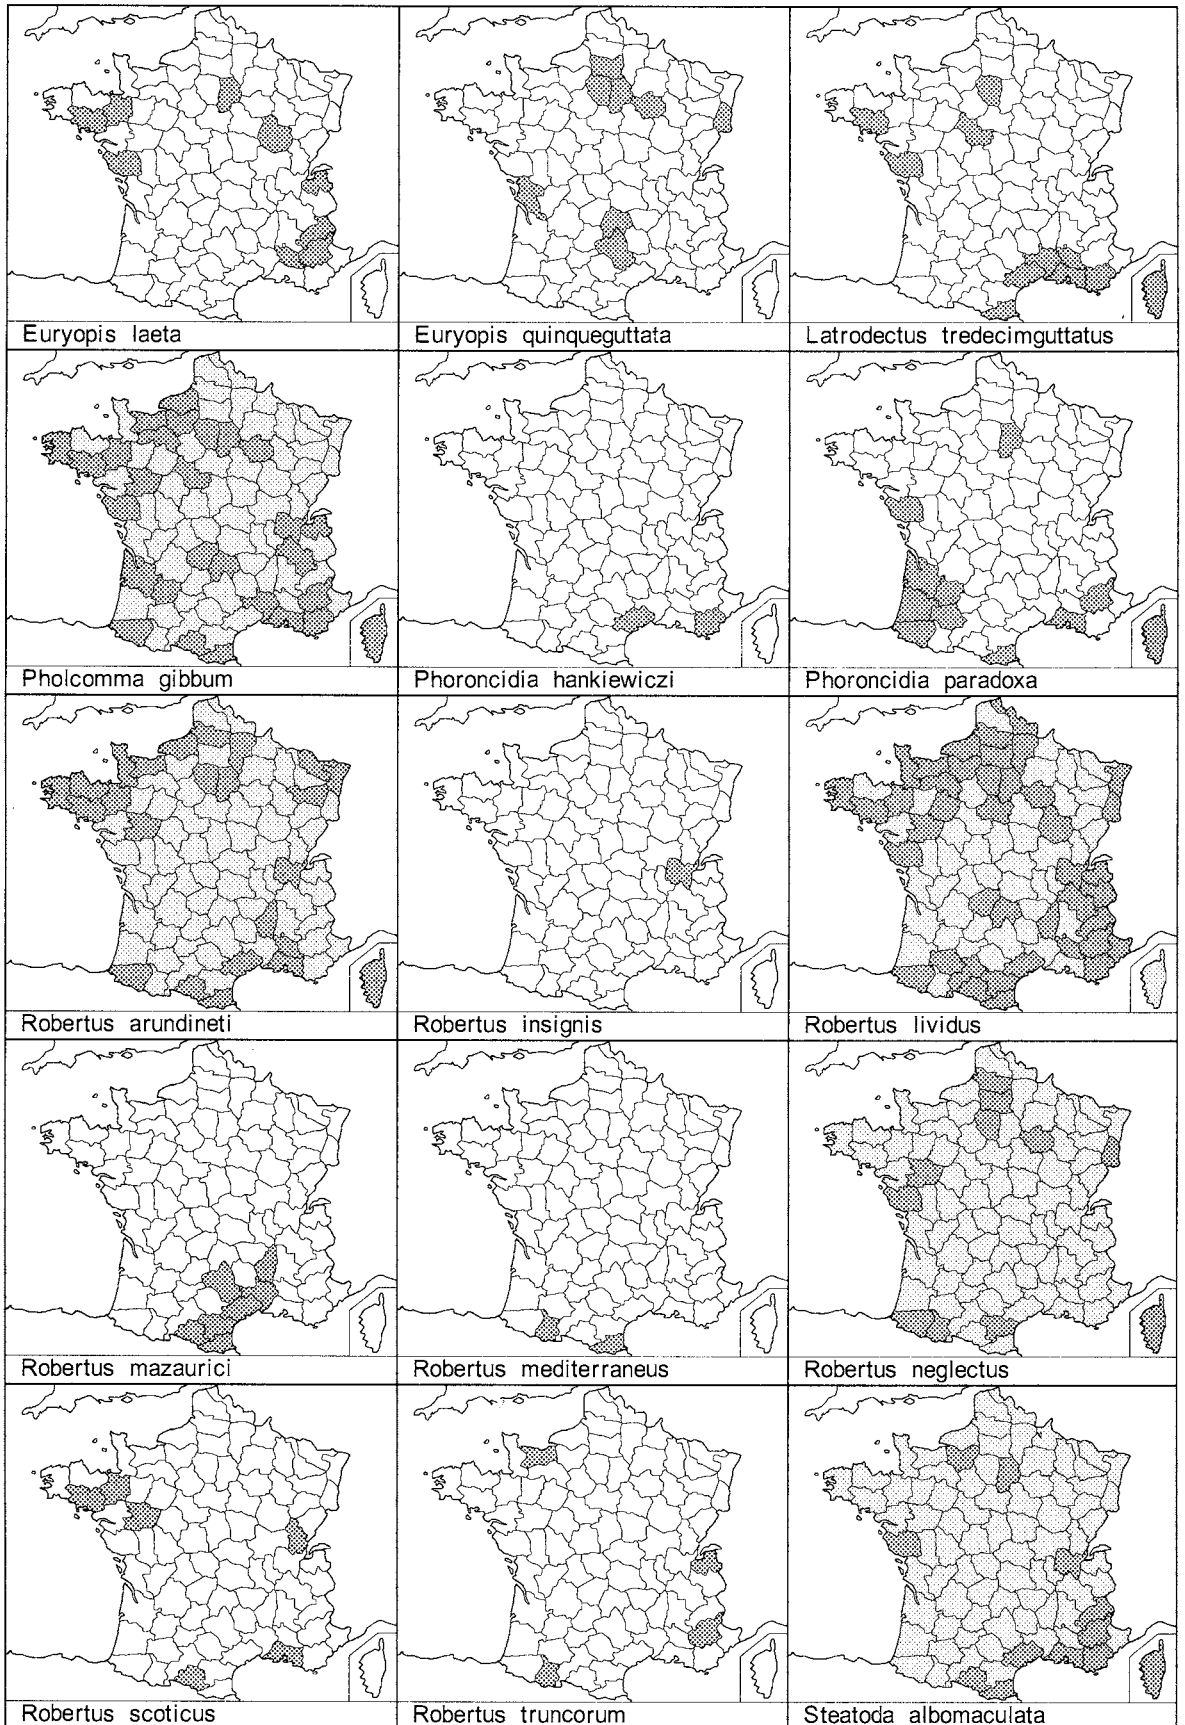 Euryopis laeta
Euryopis quinqueguttata
Latrodectus tredecimguttatus
Pholcomma gibbum
Phoroncidia hankiewiczi
Phoroncidia paradoxa
Robertus arundineti
Robertus insignis
Robertus lividus
Robertus mazaurici
Robertus mediterraneus
Robertus neglectus
Robertus scoticus
Robertus truncorum
Steatoda albomaculata